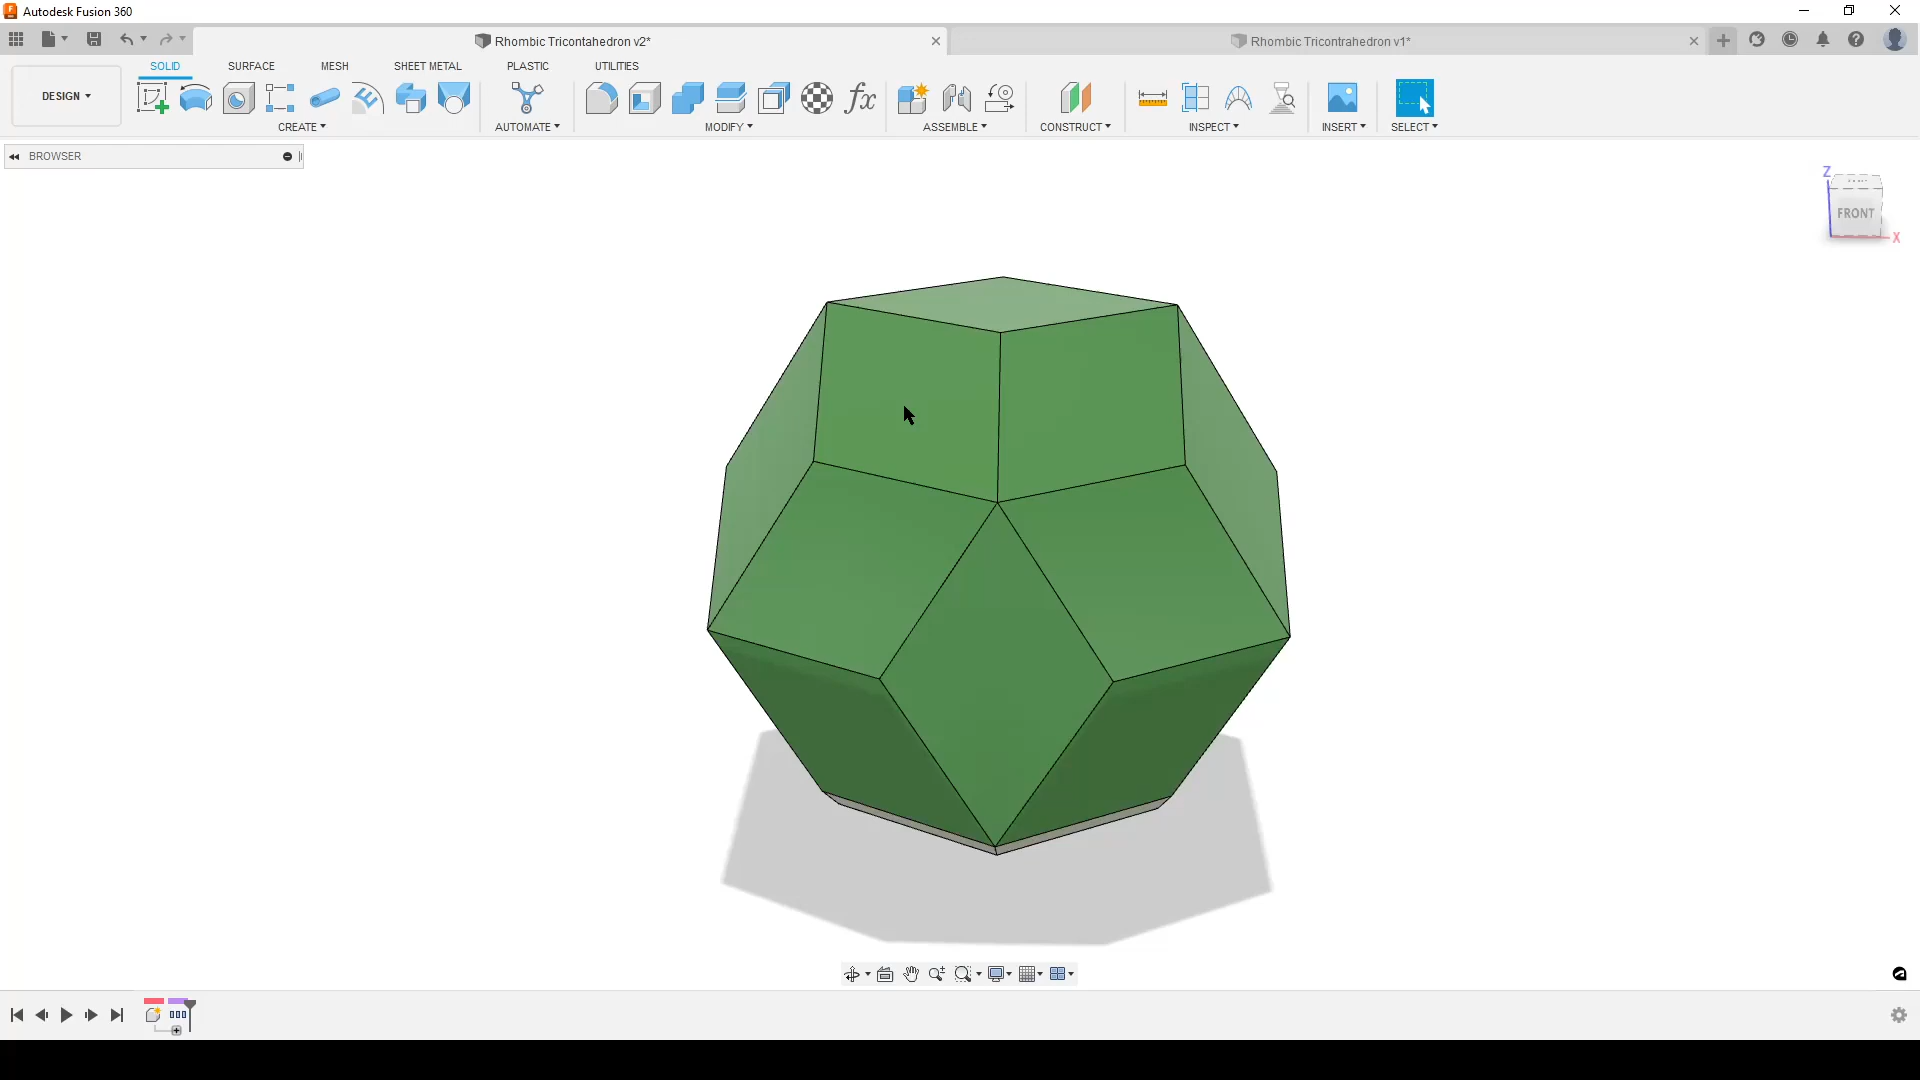 Autodesk Fusion 360
Rhombic Tricontahedron v2*
Rhombic Tricontrahedron v1*
DESIGN
SOLID SURFACE MESH SHEET METAL PLASTIC UTILITIES
fx
CREATE AUTOMATE MODIFY ASSEMBLE CONSTRUCT INSPECT INSERT SELECT
BROWSER
Z
FRONT
X